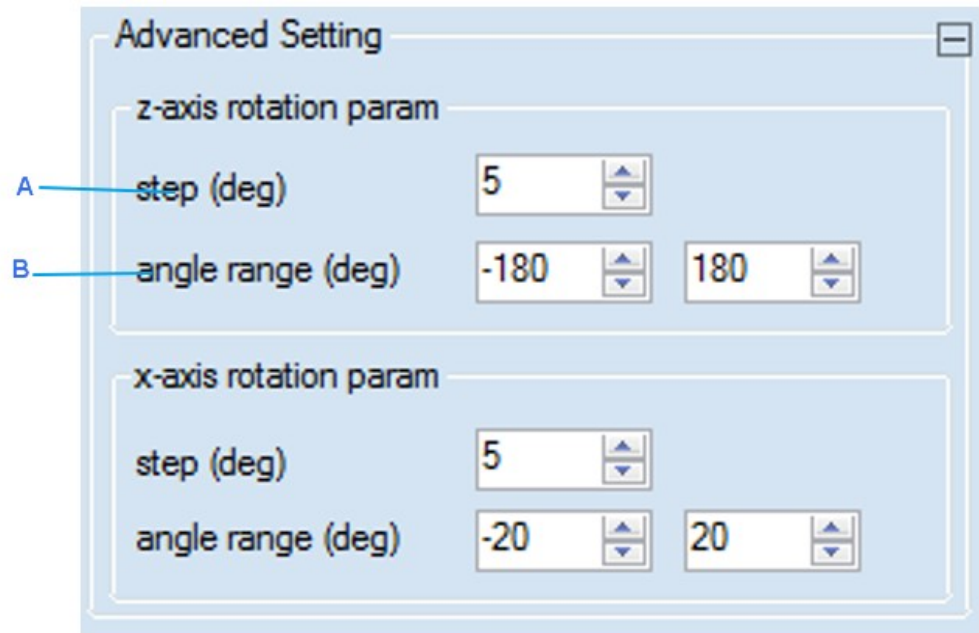 Advanced Setting
z-axis rotation param
A step (deg) 5
B angle range (deg) -180 180
x-axis rotation param
step (deg) 5
angle range (deg) -20 20